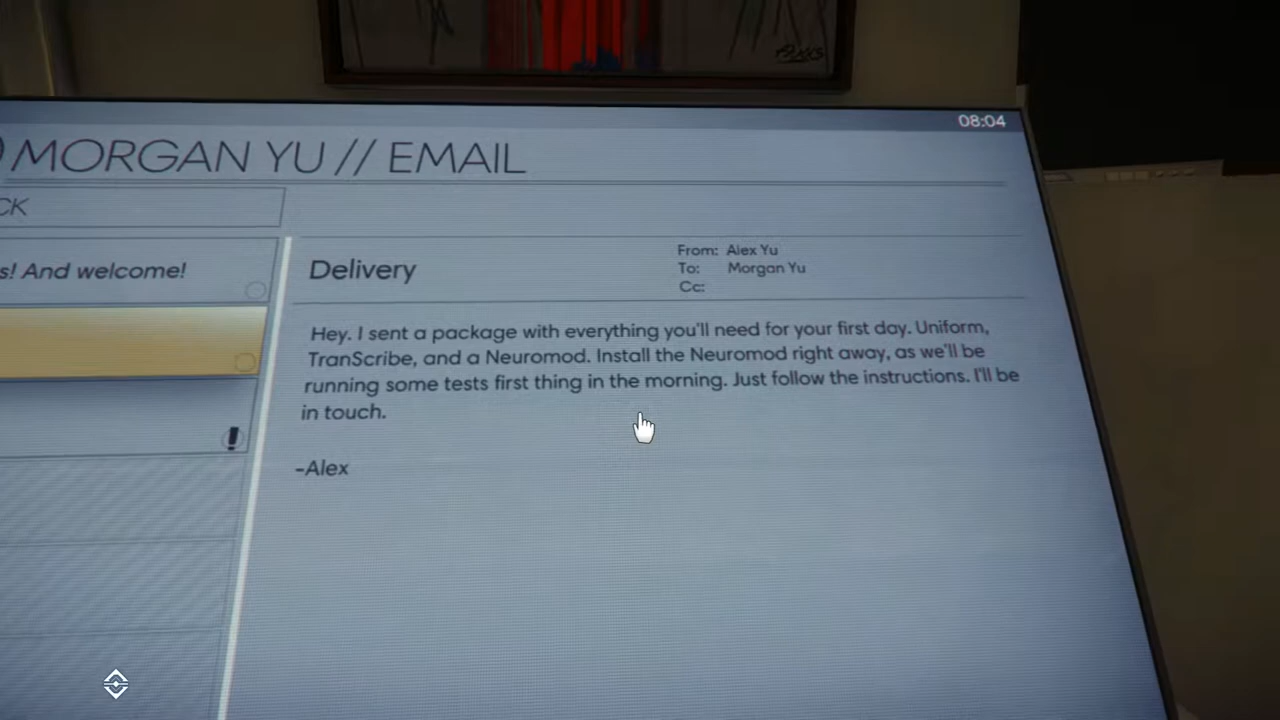 08:04
MORGAN YU // EMAIL
CK
s! And welcome!
!
Delivery
From: Alex Yu
To: Morgan Yu
Cc:
Hey. I sent a package with everything you'll need for your first day. Uniform,
TranScribe, and a Neuromod. Install the Neuromod right away, as we'll be
running some tests first thing in the morning. Just follow the instructions. I'll be
in touch.
-Alex